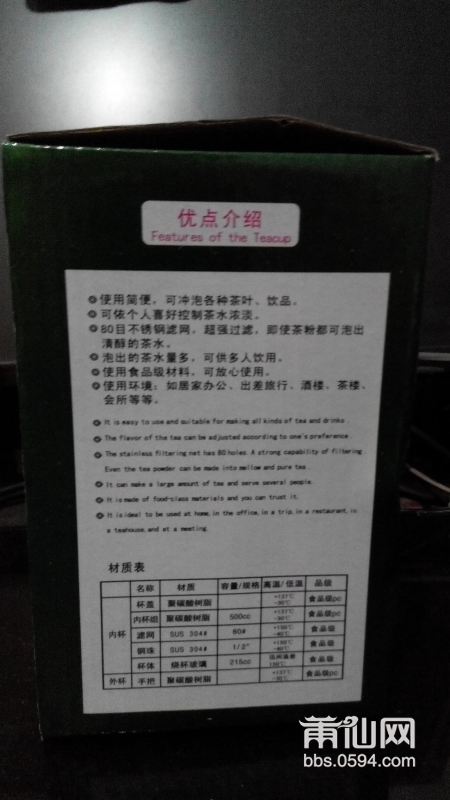 优点介绍
Features of the Teacup
使用简便，可冲泡各种茶叶、饮品。
可依个人喜好控制茶水浓淡。
80目不锈钢滤网，超强过滤，即使茶粉都可泡出
清醇的茶水。
泡出的茶水量多，可供多人饮用。
使用食品级材料，可放心使用。
使用环境：如居家办公、出差旅行、酒楼、茶楼、
会所等等。
It is easy to use and suitable for making all kinds of tea and drinks.
The flavor of the tea can be adjusted according to one's preference.
The stainless filtering net has 80 holes. A strong capability of filtering.
Even the tea powder can be made into mellow and pure tea.
It can make a large amount of tea and serve several people.
It is made of food-class materials and you can trust it.
It is ideal to be used at home, in the office, in a trip, in a restaurant, in
a teahouse, and at a meeting.
材质表
名称 材质 容量/规格 高温/低温 品级
内杯 杯盖 聚碳酸树脂 食品级pc
内杯组 聚碳酸树脂 500cc 食品级pc
滤网 SUS 304# 80# 食品级
钢珠 SUS 304# 1/2" 食品级
杯体 烧杯玻璃 215cc 食品级
外杯 手把 聚碳酸树脂 食品级pc
莆仙网
bbs.0594.com